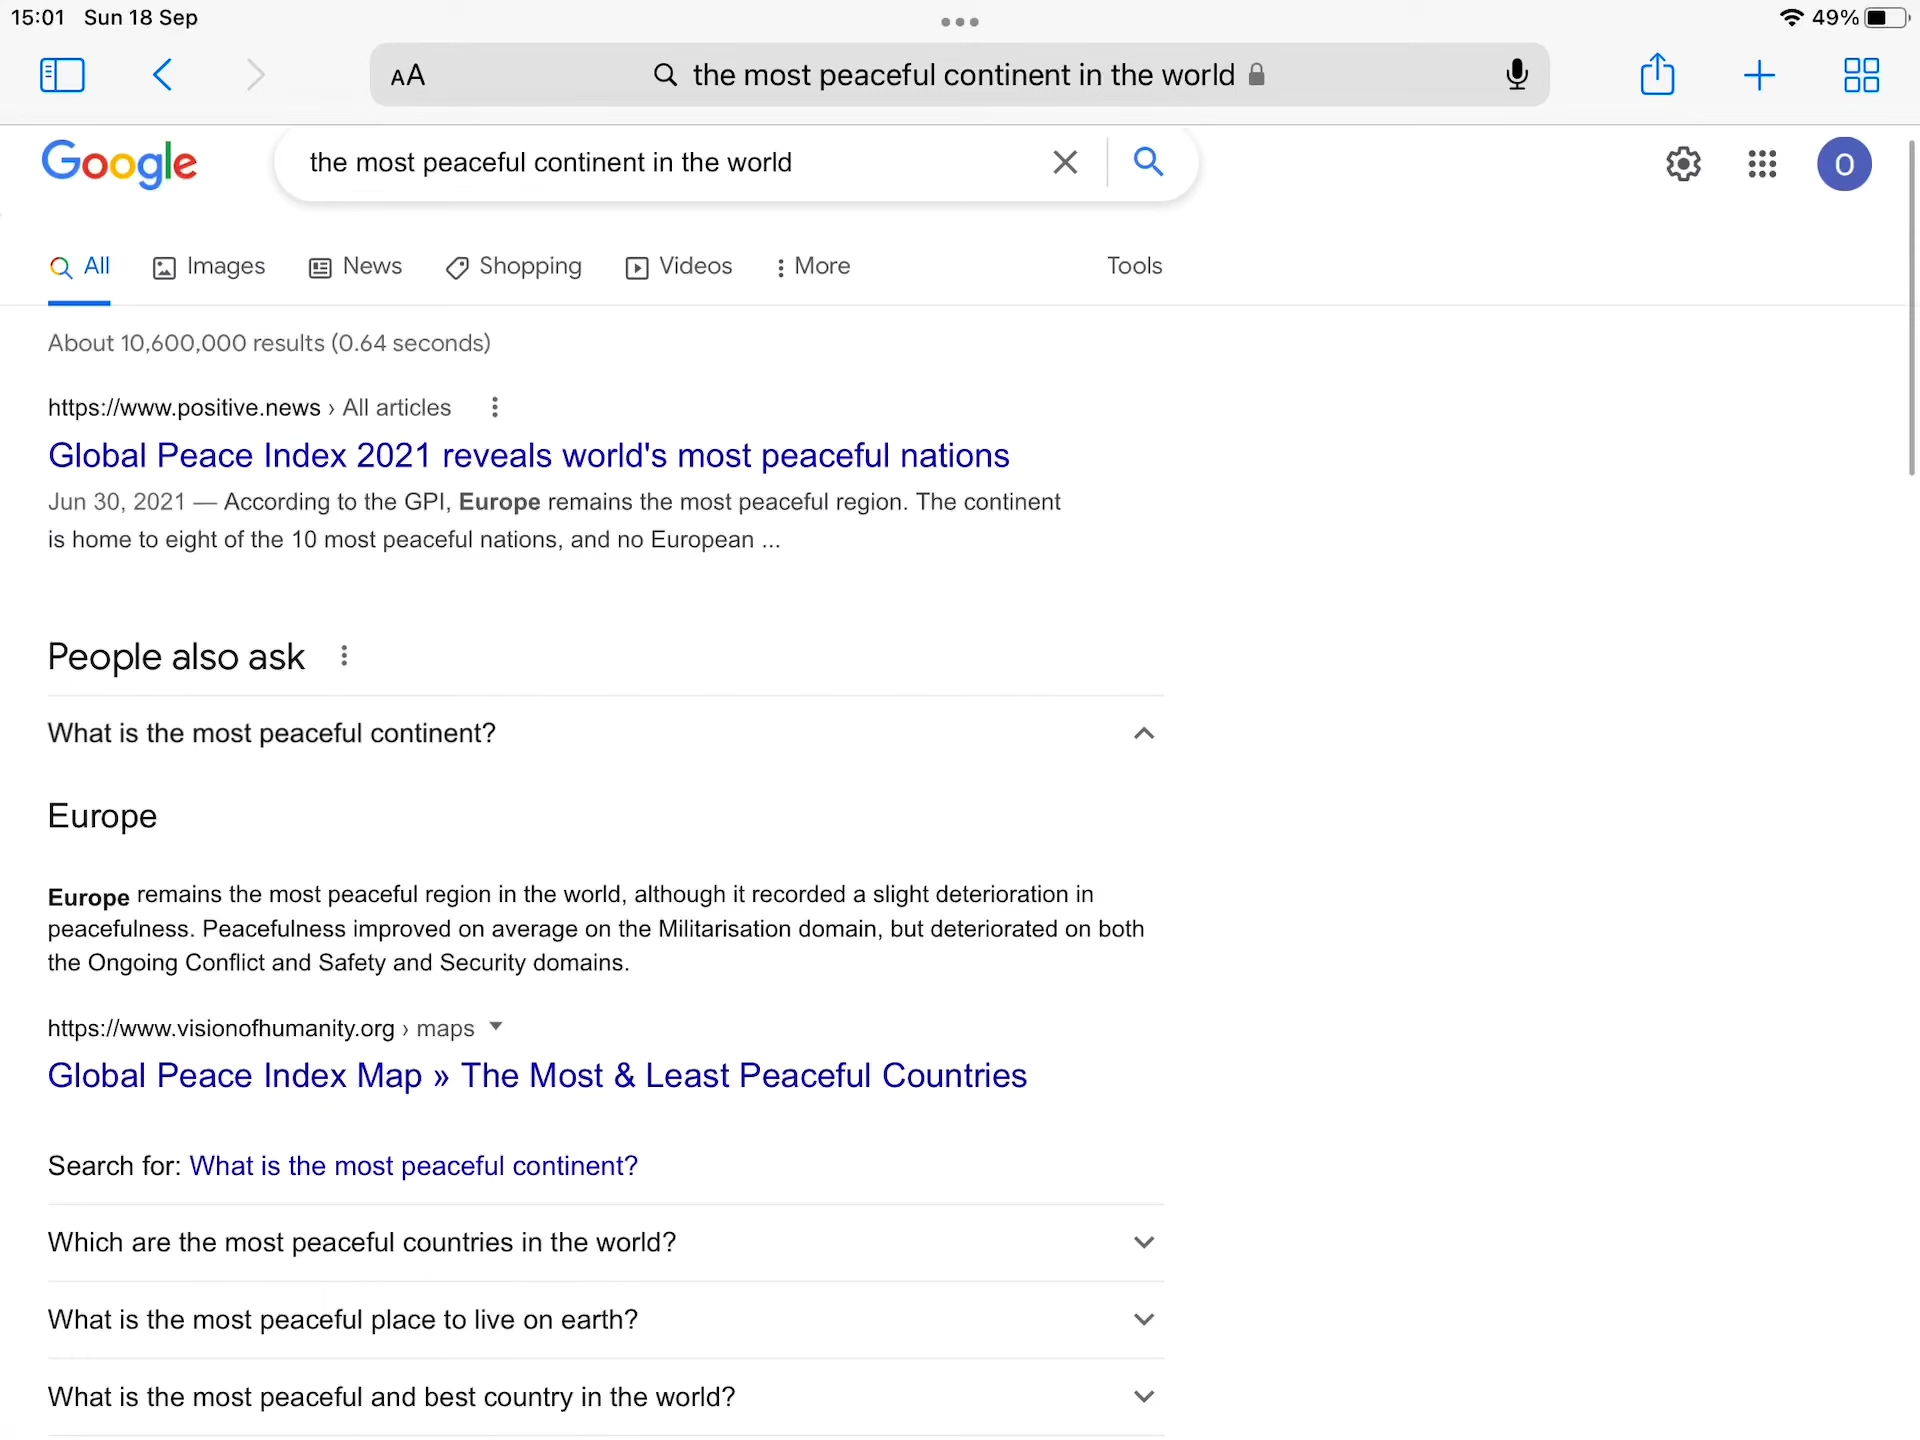 15:01 Sun 18 Sep
49%
AA the most peaceful continent in the world
Google
the most peaceful continent in the world
O
All Images News Shopping Videos More Tools
About 10,600,000 results (0.64 seconds)
https://www.positive.news › All articles
Global Peace Index 2021 reveals world's most peaceful nations
Jun 30, 2021 — According to the GPI, Europe remains the most peaceful region. The continent
is home to eight of the 10 most peaceful nations, and no European ...
People also ask
What is the most peaceful continent?
Europe
Europe remains the most peaceful region in the world, although it recorded a slight deterioration in
peacefulness. Peacefulness improved on average on the Militarisation domain, but deteriorated on both
the Ongoing Conflict and Safety and Security domains.
https://www.visionofhumanity.org › maps
Global Peace Index Map » The Most & Least Peaceful Countries
Search for: What is the most peaceful continent?
Which are the most peaceful countries in the world?
What is the most peaceful place to live on earth?
What is the most peaceful and best country in the world?